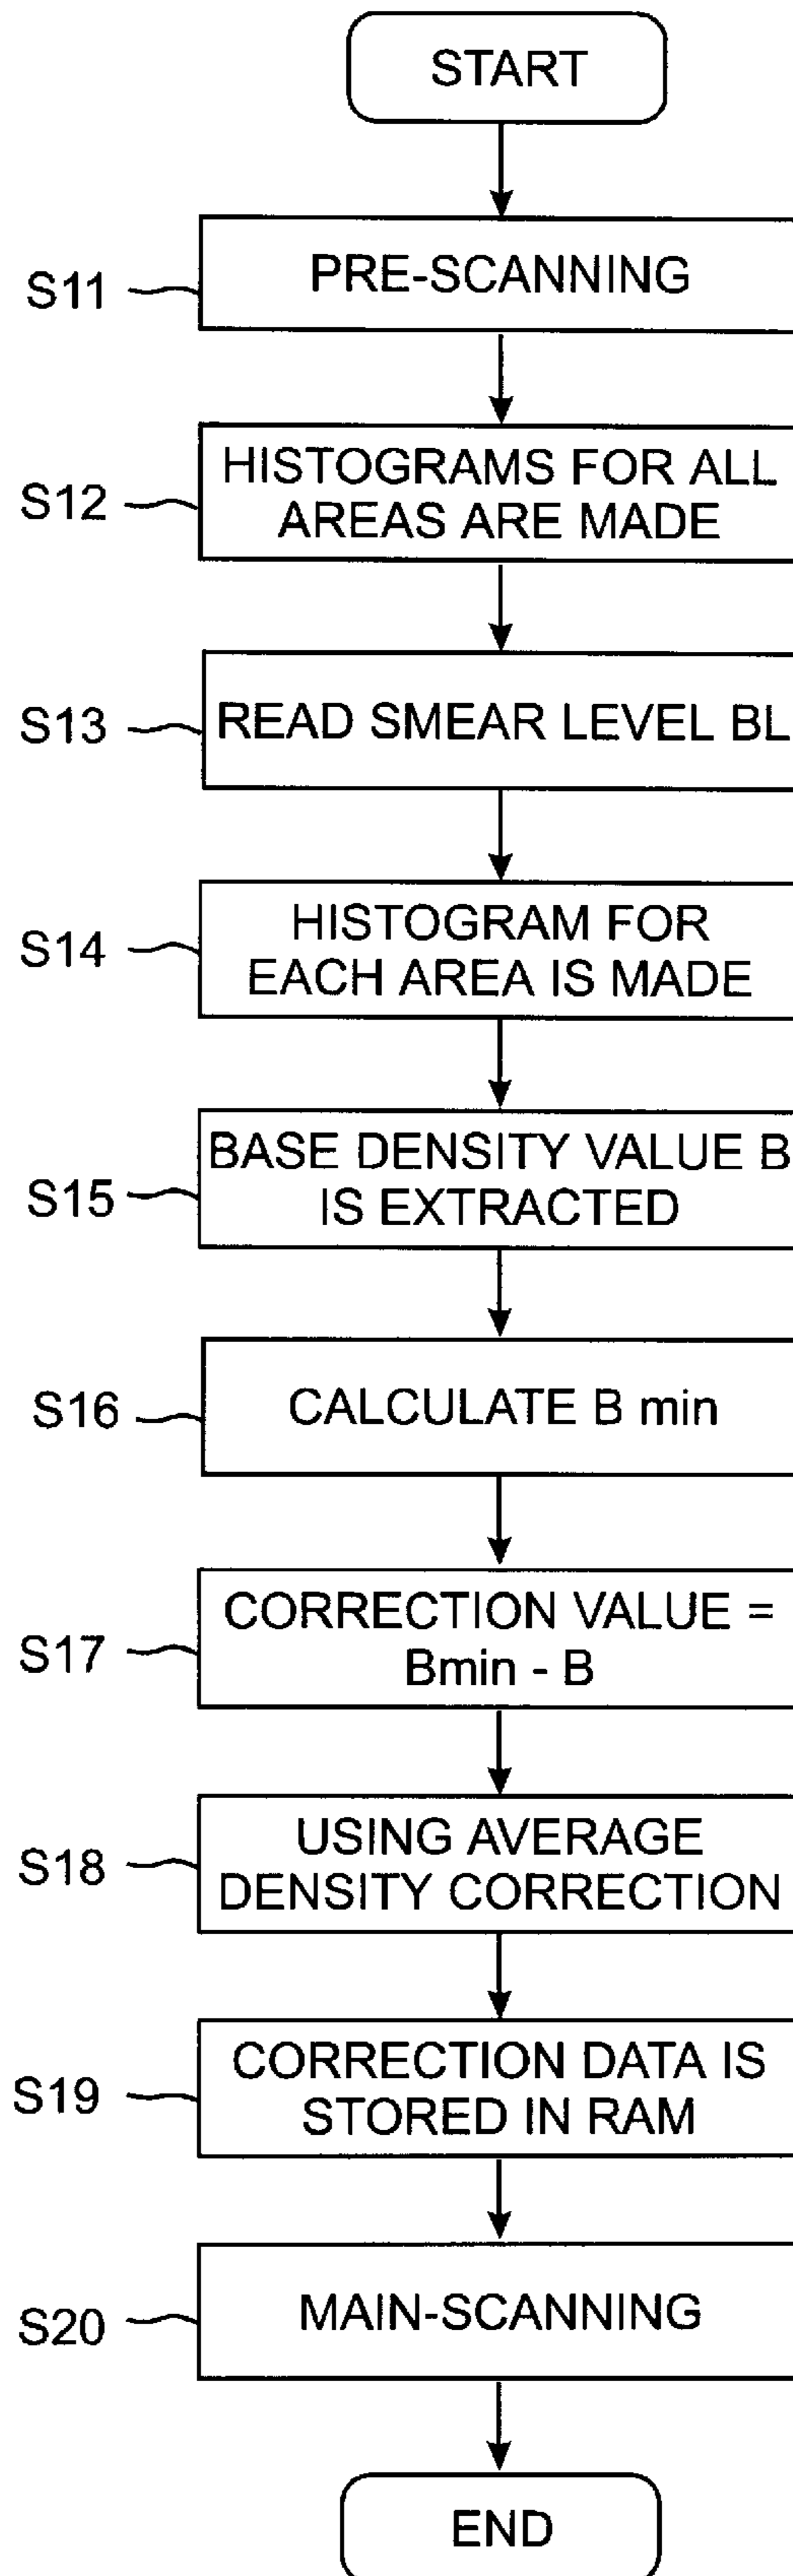 START
S11
PRE-SCANNING
S12
HISTOGRAMS FOR ALL
AREAS ARE MADE
S13
READ SMEAR LEVEL BL
S14
HISTOGRAM FOR
EACH AREA IS MADE
S15
BASE DENSITY VALUE B
IS EXTRACTED
S16
CALCULATE B min
S17
CORRECTION VALUE =
Bmin - B
S18
USING AVERAGE
DENSITY CORRECTION
S19
CORRECTION DATA IS
STORED IN RAM
S20
MAIN-SCANNING
END